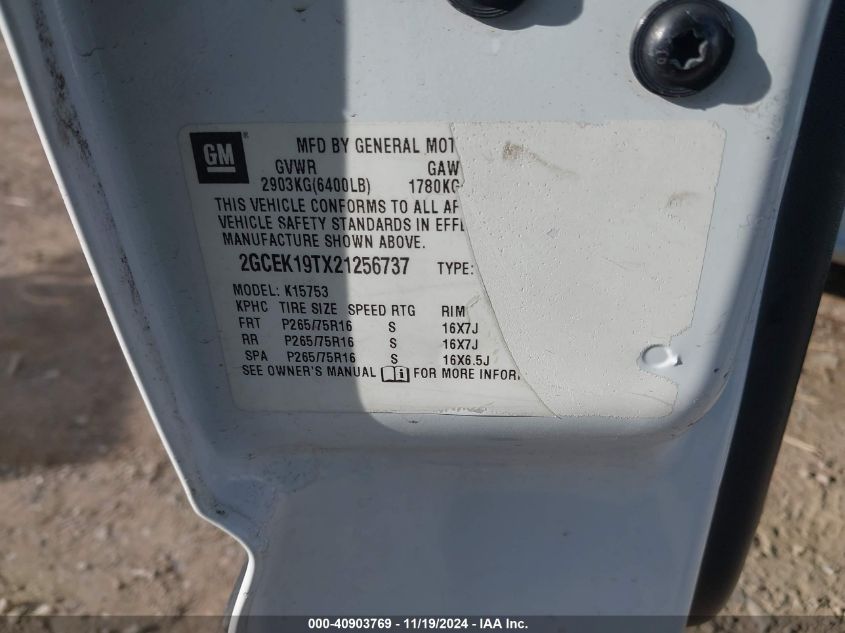 GM ®
MFD BY GENERAL MOT
GVWR GAW
2903KG(6400LB) 1780KG
THIS VEHICLE CONFORMS TO ALL AP
VEHICLE SAFETY STANDARDS IN EFFE
MANUFACTURE SHOWN ABOVE.
2GCEK19TX21256737 TYPE:
MODEL: K15753
KPHC TIRE SIZE SPEED RTG RIM
FRT P265/75R16 S 16X7J
RR P265/75R16 S 16X7J
SPA P265/75R16 S 16X6.5J
SEE OWNER'S MANUAL FOR MORE INFOR
000-40903769 - 11/19/2024 - IAA Inc.